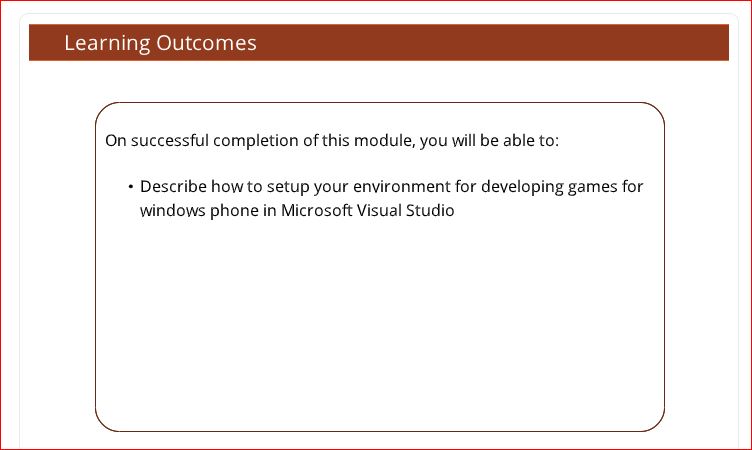 Learning Outcomes
On successful completion of this module, you will be able to:
• Describe how to setup your environment for developing games for
windows phone in Microsoft Visual Studio